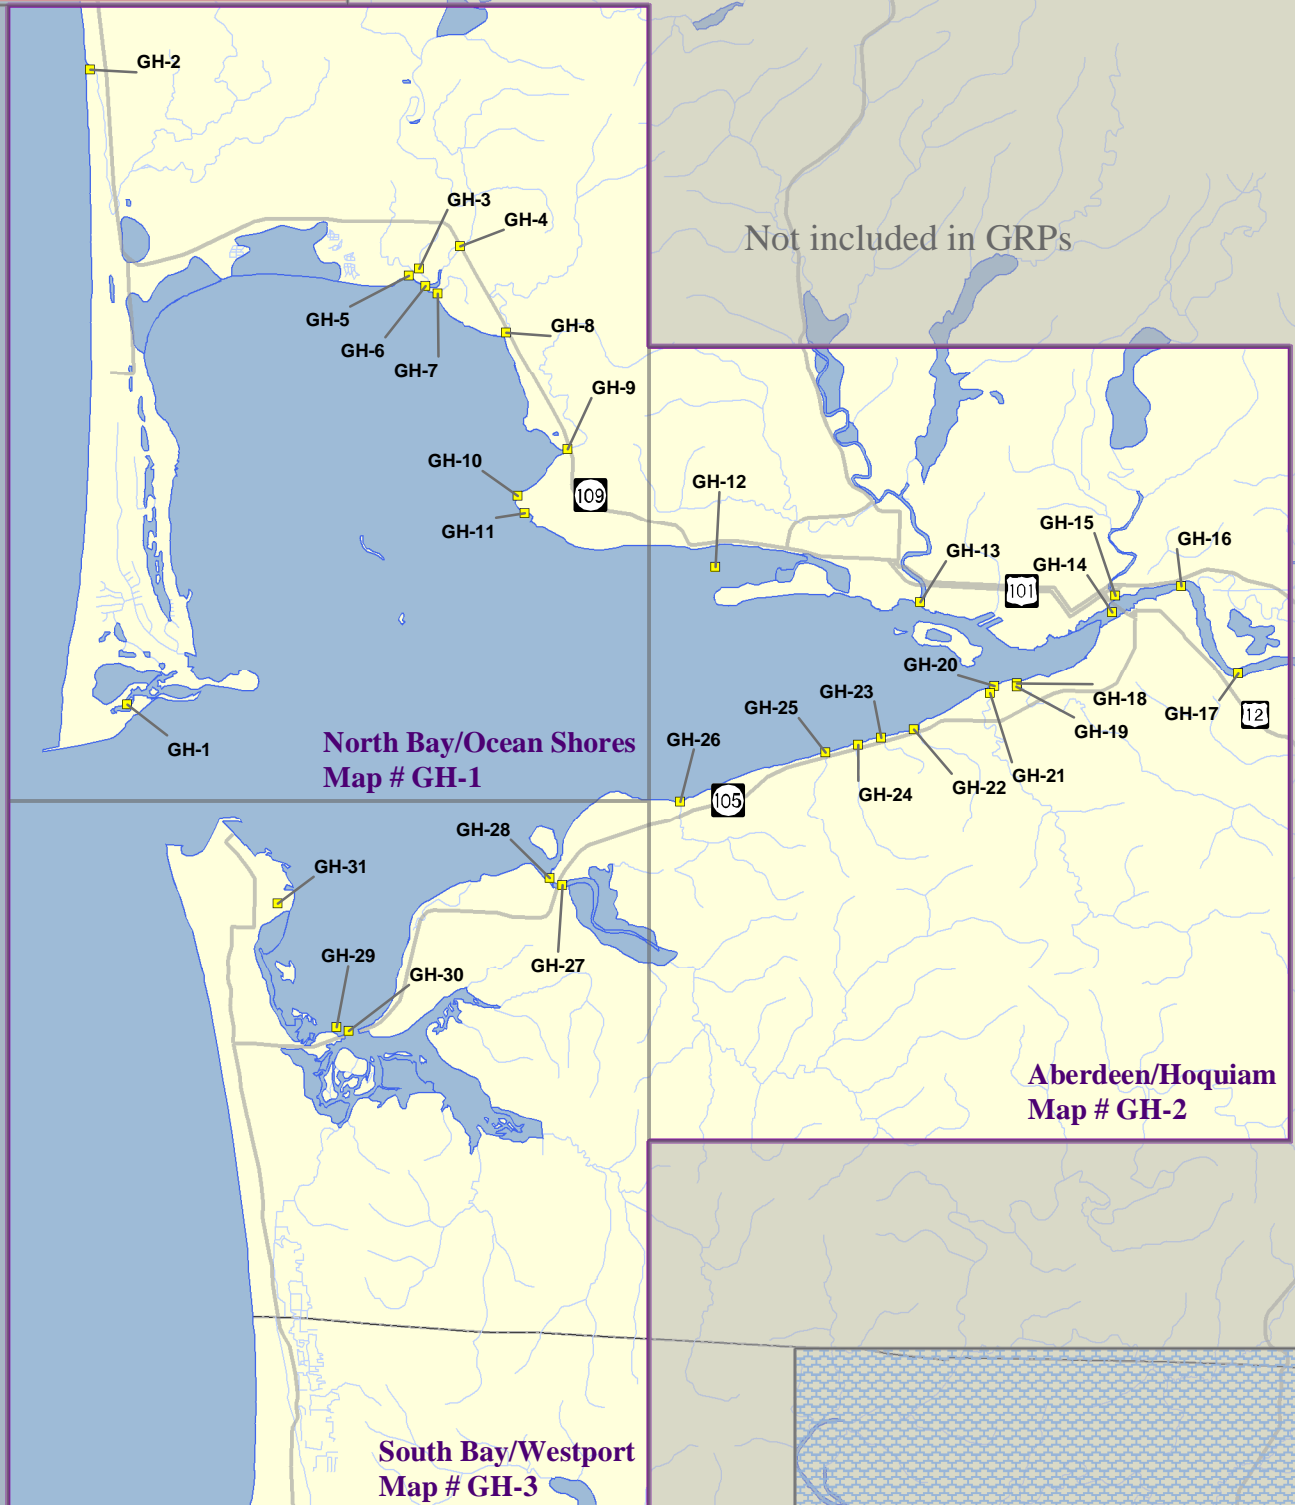 GH-2
GH-3
GH-4
Not included in GRPs
GH-5
GH-8
GH-6
GH-7
GH-9
GH-10
GH-12
109
GH-11
GH-15
GH-16
GH-13
GH-14
101
GH-20
GH-23
GH-18
GH-25
GH-17
12
GH-19
GH-26
GH-1
North Bay/Ocean Shores
Map # GH-1
GH-21
GH-22
GH-24
105
GH-28
GH-31
GH-29
GH-27
GH-30
Aberdeen/Hoquiam
Map # GH-2
South Bay/Westport
Map # GH-3